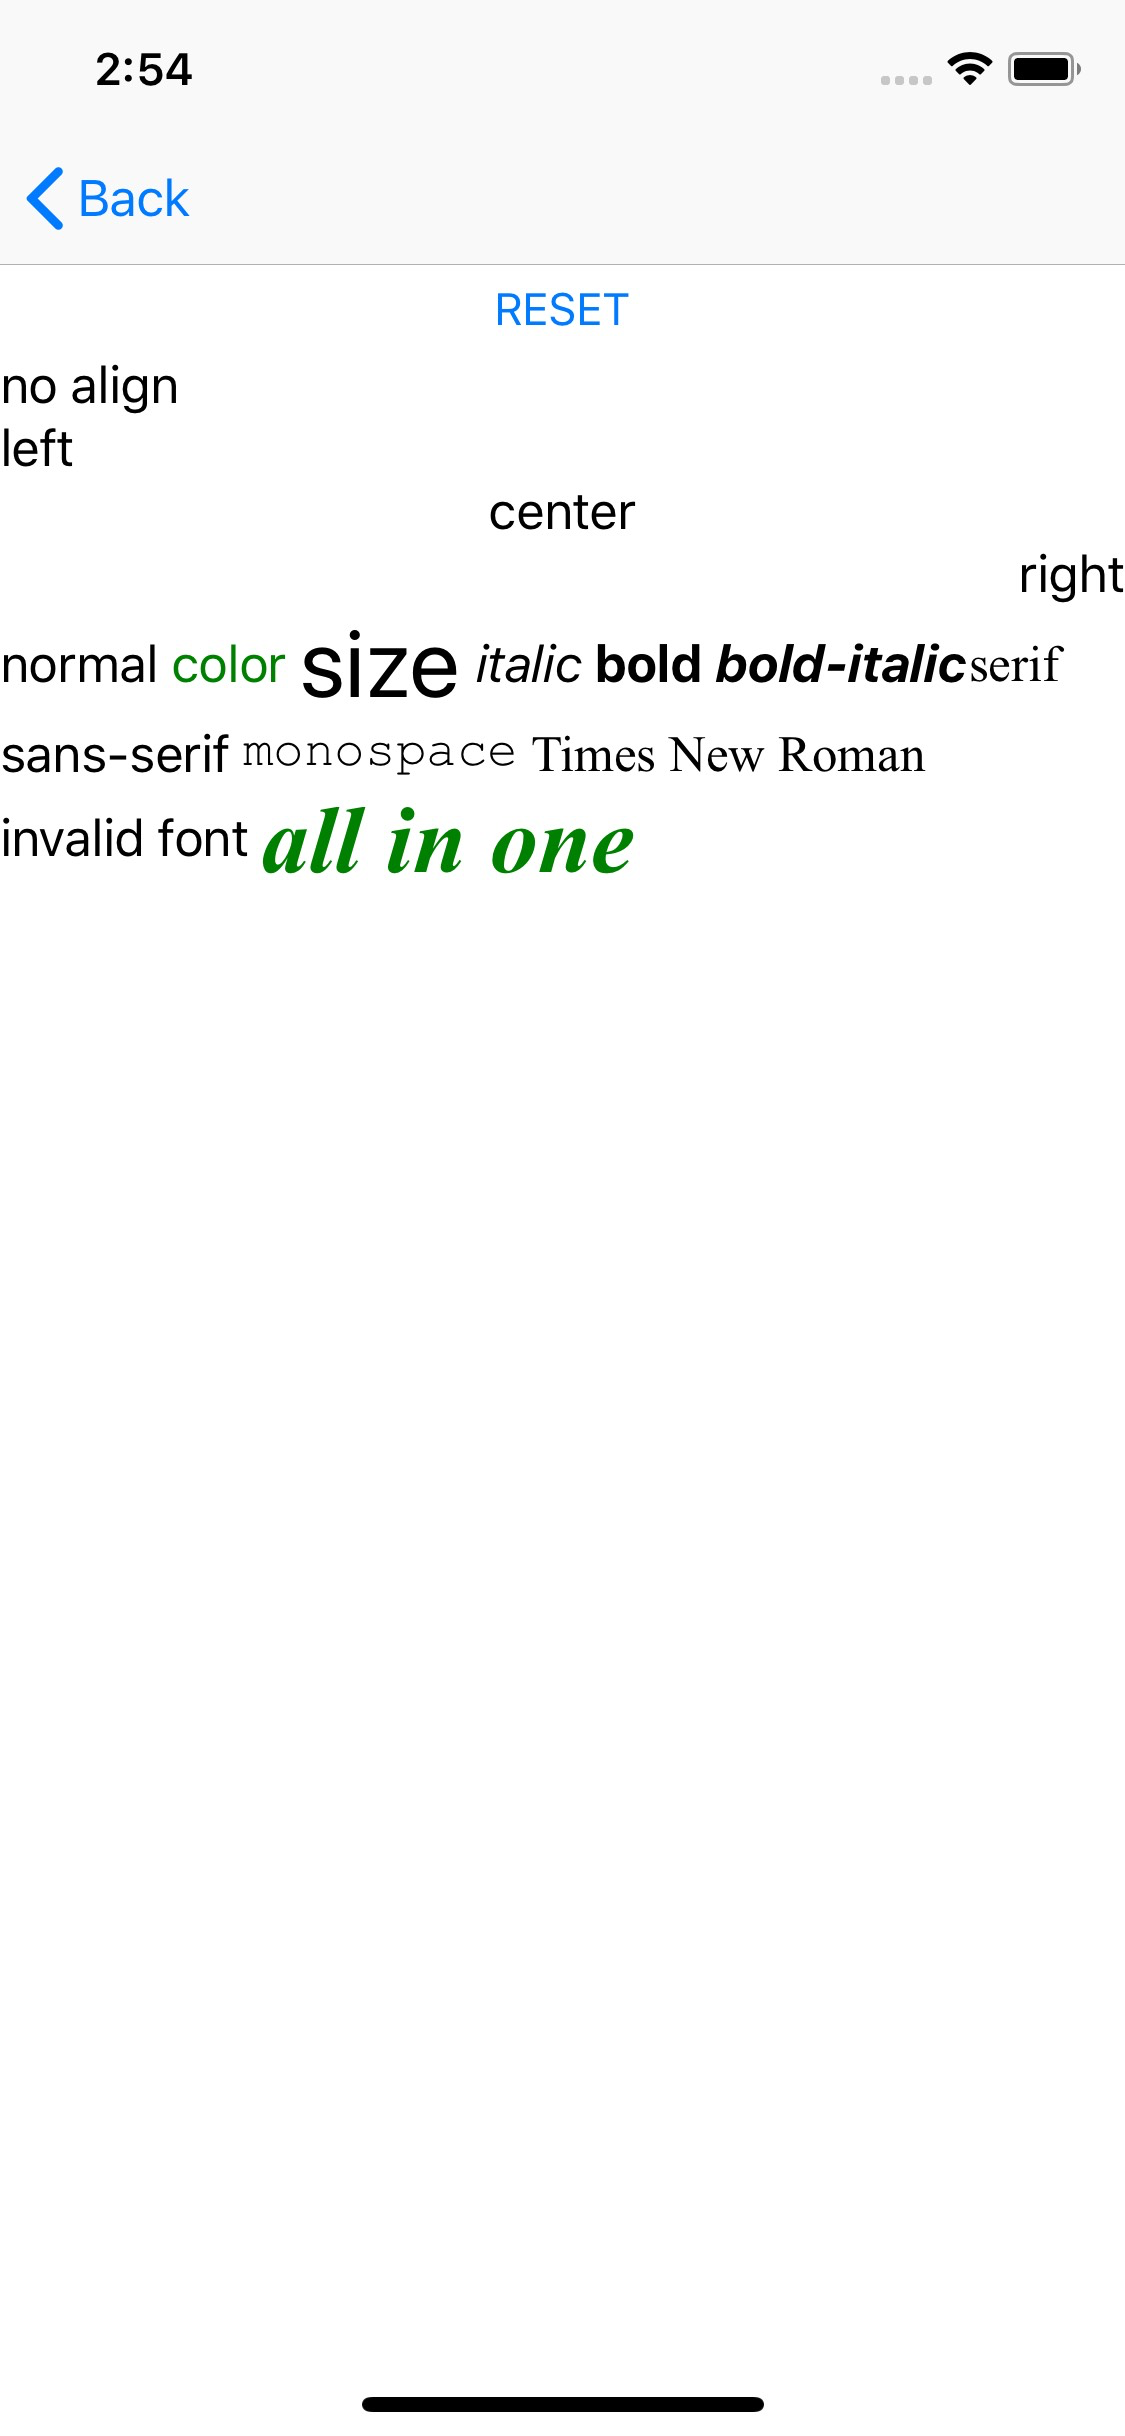 2:54
Back
RESET
no align
left
center
right
normal color size italic bold bold-italicserif
sans-serif monospace Times New Roman
invalid font all in one